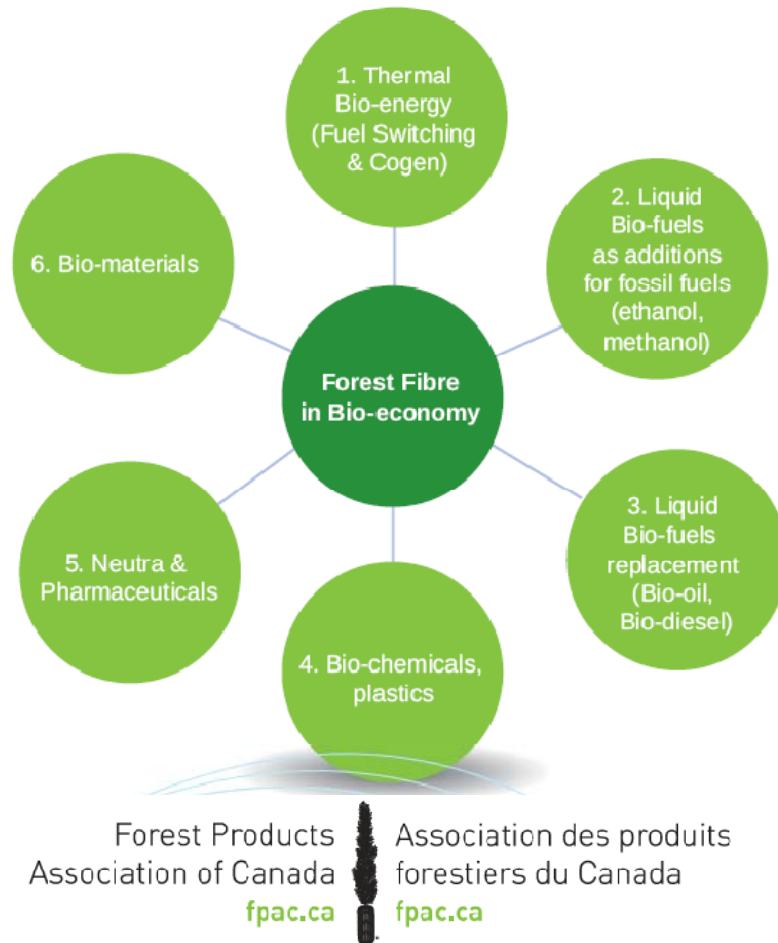 1. Thermal
Bio-energy
(Fuel Switching
& Cogen)
2. Liquid
Bio-fuels
as additions
for fossil fuels
(ethanol,
methanol)
6. Bio-materials
Forest Fibre
in Bio-economy
3. Liquid
Bio-fuels
replacement
(Bio-oil,
Bio-diesel)
5. Neutra &
Pharmaceuticals
4. Bio-chemicals,
plastics
Forest Products
Association of Canada
fpac.ca
Association des produits
forestiers du Canada
fpac.ca